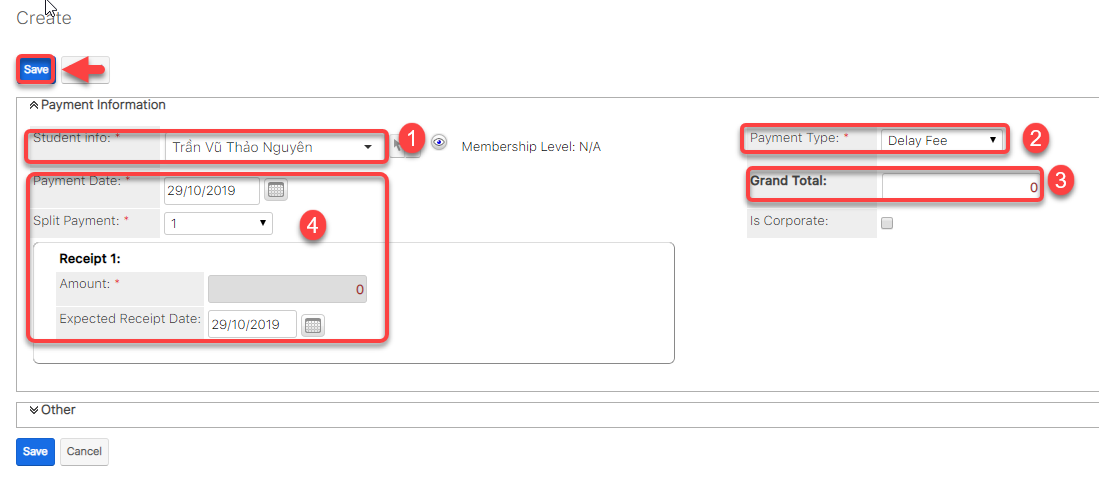 Create
Save
Payment Information
Student info: * Trần Vũ Thảo Nguyên 1 Membership Level: N/A Payment Type: * Delay Fee 2
Payment Date: * 29/10/2019 Grand Total: 0 3
Split Payment: * 1 4 Is Corporate:
Receipt 1:
Amount: * 0
Expected Receipt Date: 29/10/2019
Other
Save Cancel